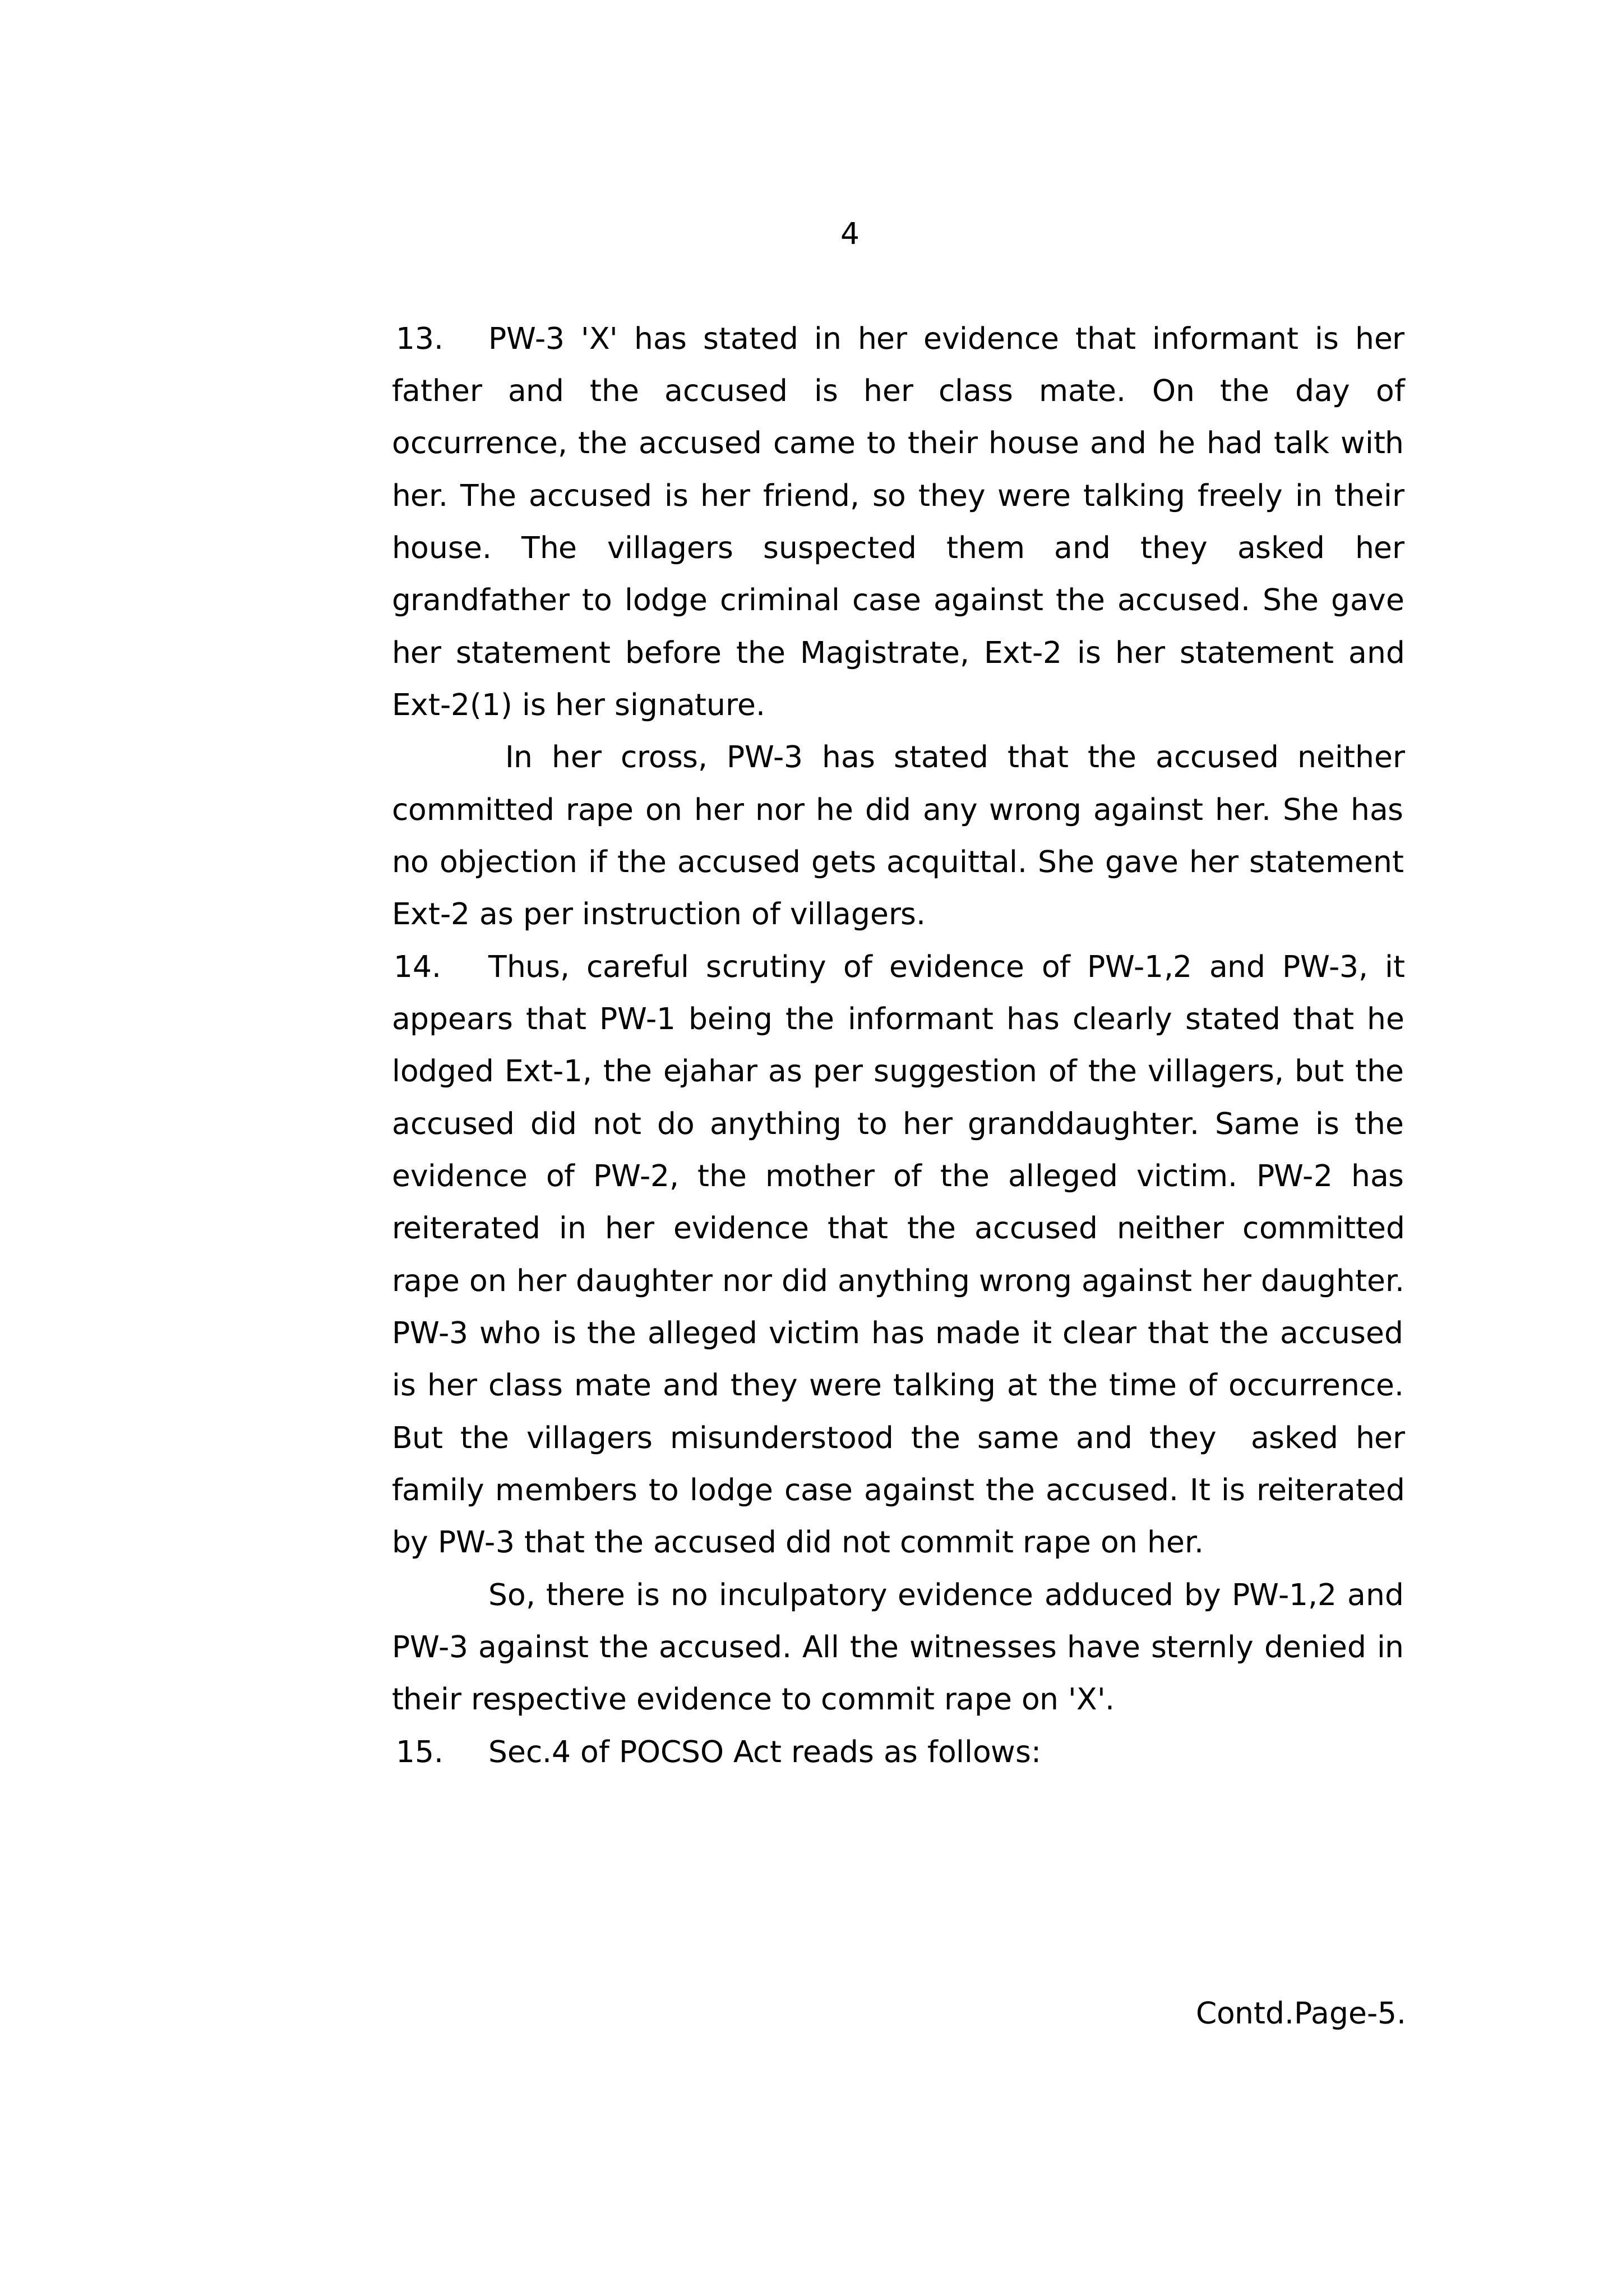 4
13. PW-3 'X' has stated in her evidence that informant is her
father and the accused is her class mate. On the day of
occurrence, the accused came to their house and he had talk with
her. The accused is her friend, so they were talking freely in their
house. The villagers suspected them and they asked her
grandfather to lodge criminal case against the accused. She gave
her statement before the Magistrate, Ext-2 is her statement and
Ext-2(1) is her signature.
In her cross, PW-3 has stated that the accused neither
committed rape on her nor he did any wrong against her. She has
no objection if the accused gets acquittal. She gave her statement
Ext-2 as per instruction of villagers.
14. Thus, careful scrutiny of evidence of PW-1,2 and PW-3, it
appears that PW-1 being the informant has clearly stated that he
lodged Ext-1, the ejahar as per suggestion of the villagers, but the
accused did not do anything to her granddaughter. Same is the
evidence of PW-2, the mother of the alleged victim. PW-2 has
reiterated in her evidence that the accused neither committed
rape on her daughter nor did anything wrong against her daughter.
PW-3 who is the alleged victim has made it clear that the accused
is her class mate and they were talking at the time of occurrence.
But the villagers misunderstood the same and they asked her
family members to lodge case against the accused. It is reiterated
by PW-3 that the accused did not commit rape on her.
So, there is no inculpatory evidence adduced by PW-1,2 and
PW-3 against the accused. All the witnesses have sternly denied in
their respective evidence to commit rape on 'X'.
15. Sec.4 of POCSO Act reads as follows:
Contd.Page-5.